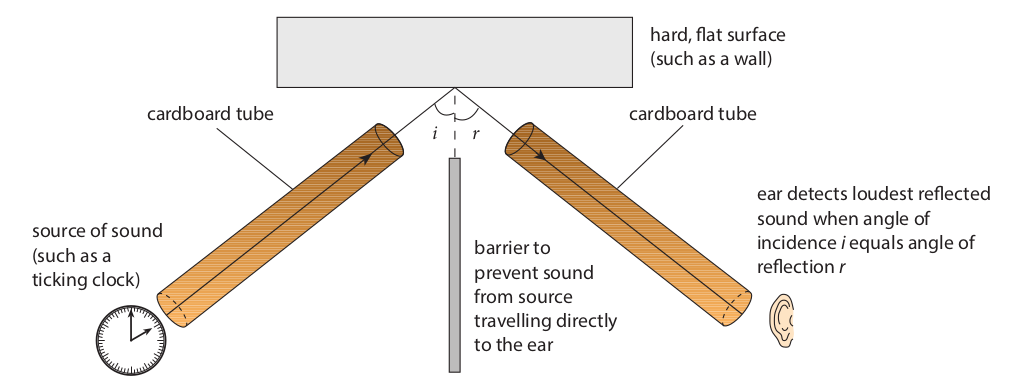 hard, flat surface
(such as a wall)
cardboard tube
cardboard tube
i
r
ear detects loudest reflected
sound when angle of
incidence i equals angle of
reflection r
source of sound
(such as a
ticking clock)
barrier to
prevent sound
from source
travelling directly
to the ear